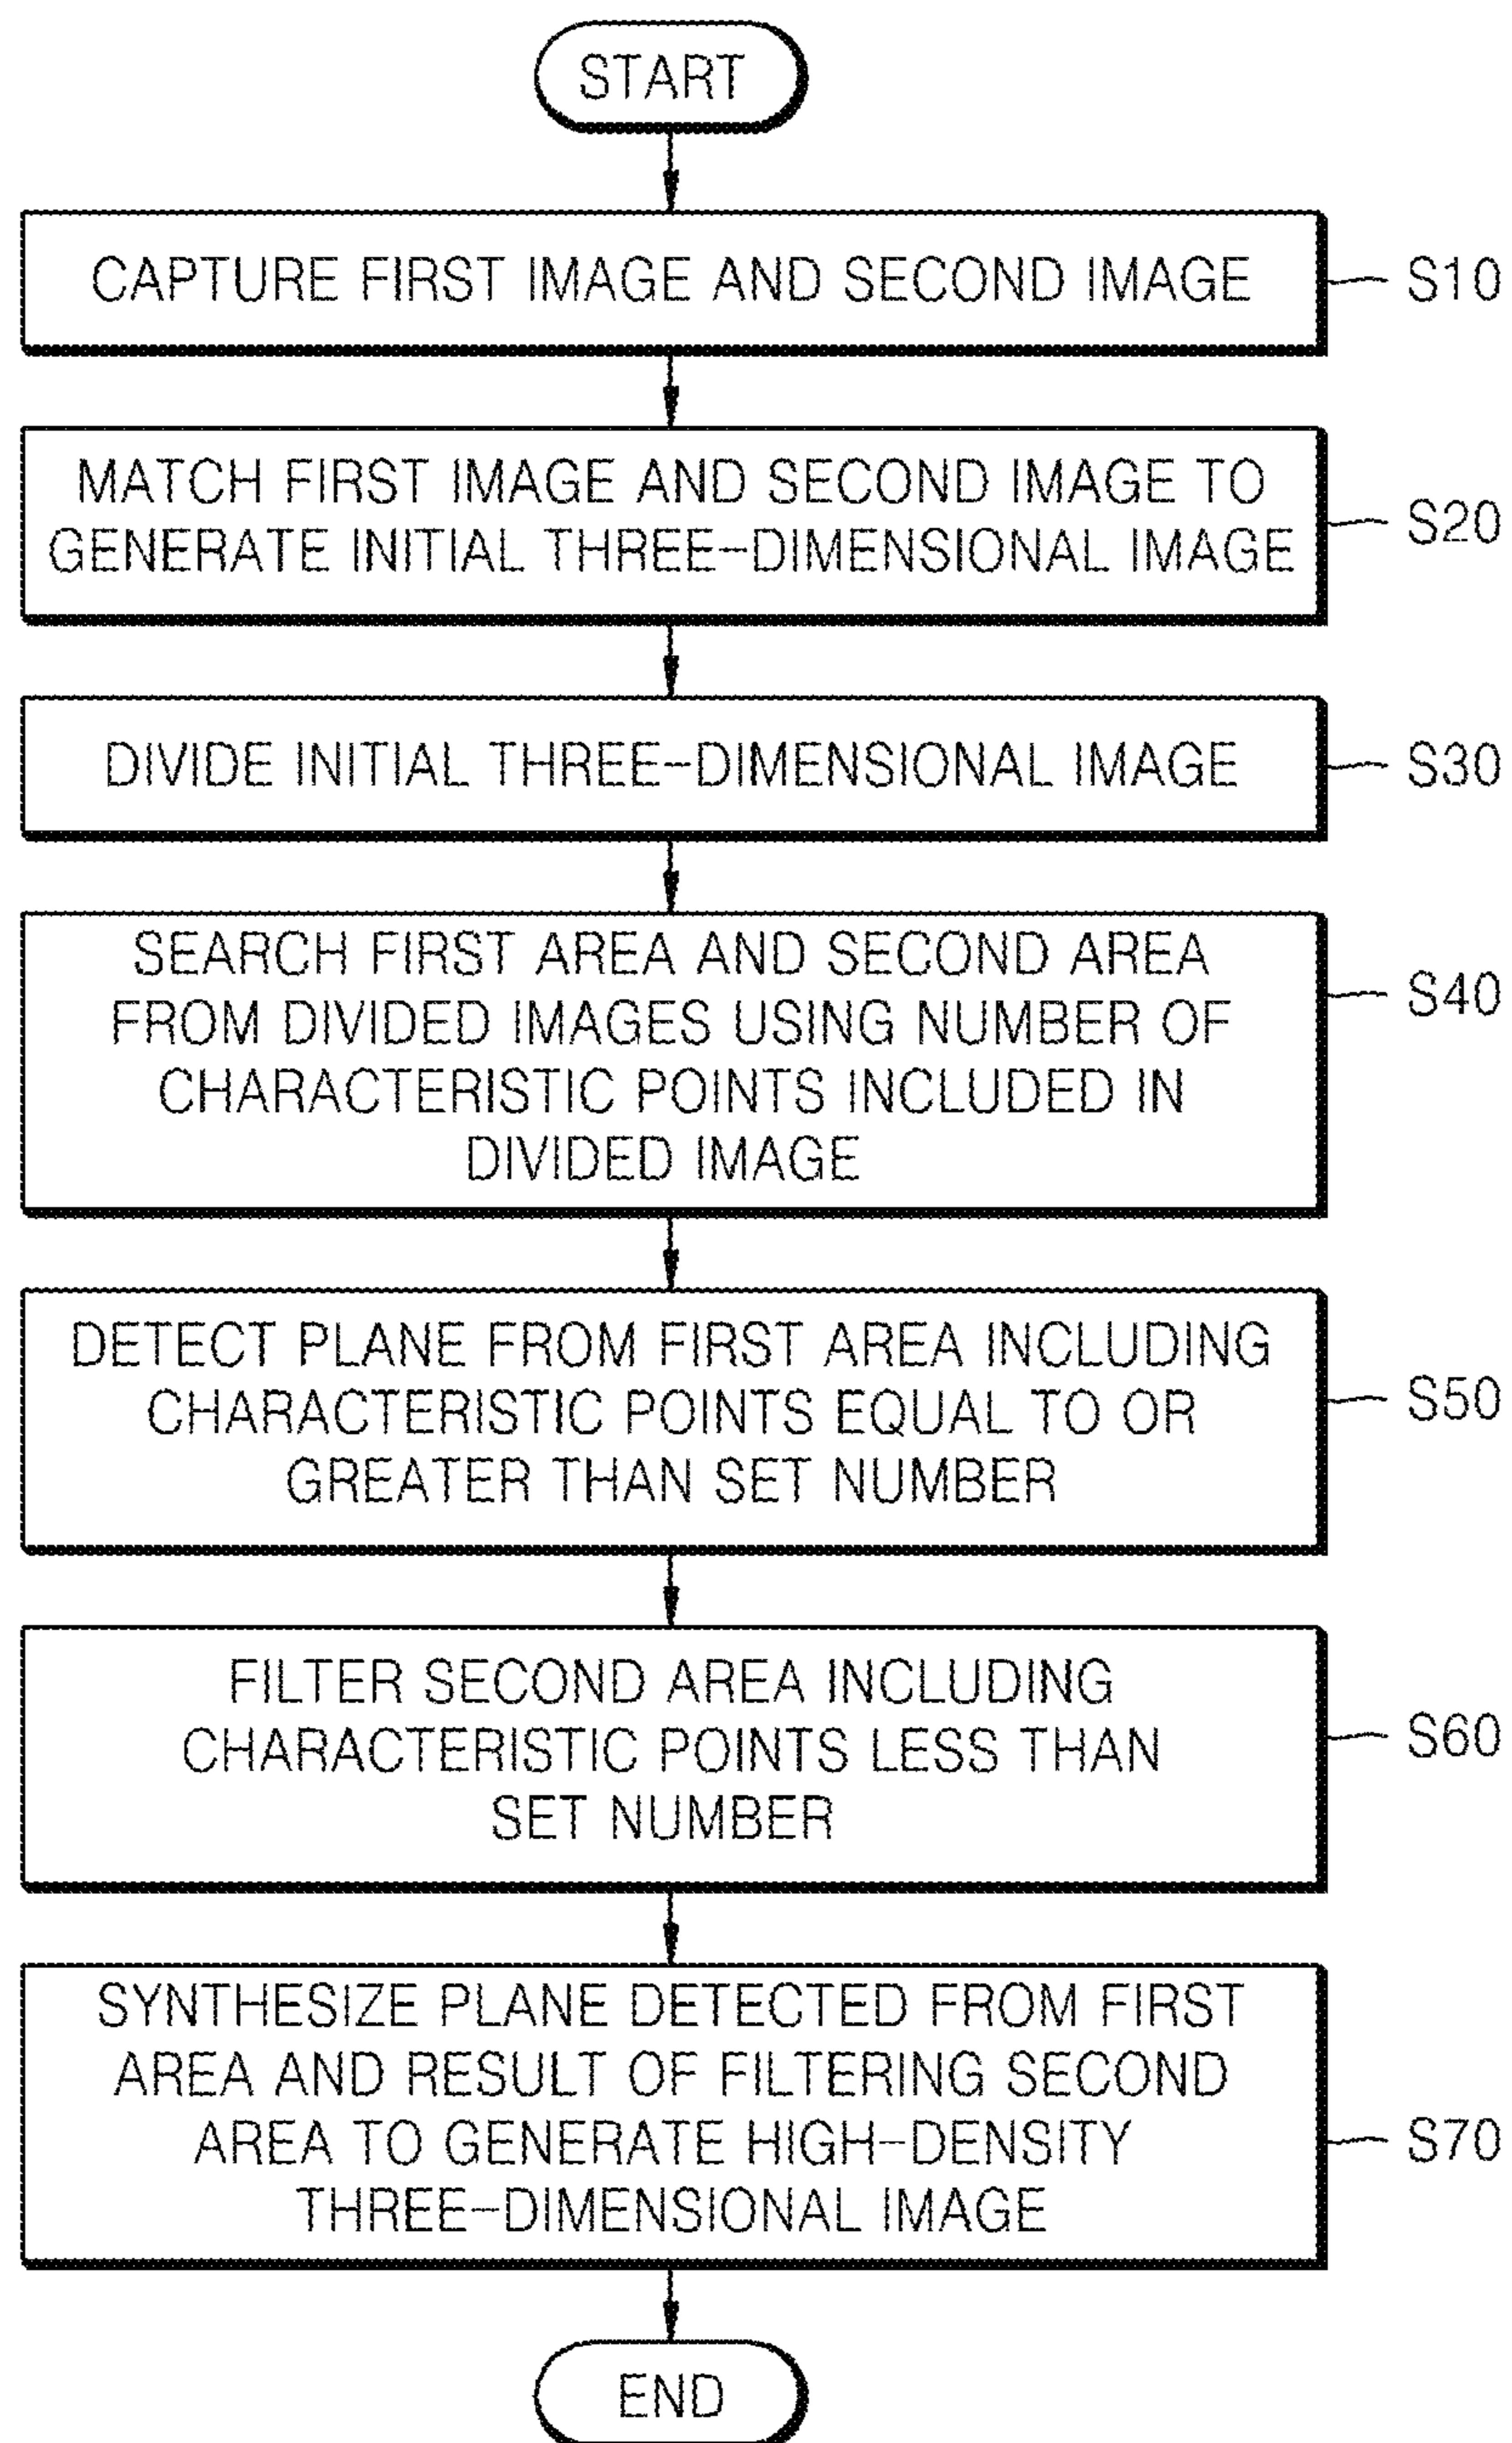 START
CAPTURE FIRST IMAGE AND SECOND IMAGE
S10
MATCH FIRST IMAGE AND SECOND IMAGE TO
GENERATE INITIAL THREE-DIMENSIONAL IMAGE
S20
DIVIDE INITIAL THREE-DIMENSIONAL IMAGE
S30
SEARCH FIRST AREA AND SECOND AREA
FROM DIVIDED IMAGES USING NUMBER OF
CHARACTERISTIC POINTS INCLUDED IN
DIVIDED IMAGE
S40
DETECT PLANE FROM FIRST AREA INCLUDING
CHARACTERISTIC POINTS EQUAL TO OR
GREATER THAN SET NUMBER
S50
FILTER SECOND AREA INCLUDING
CHARACTERISTIC POINTS LESS THAN
SET NUMBER
S60
SYNTHESIZE PLANE DETECTED FROM FIRST
AREA AND RESULT OF FILTERING SECOND
AREA TO GENERATE HIGH-DENSITY
THREE-DIMENSIONAL IMAGE
S70
END